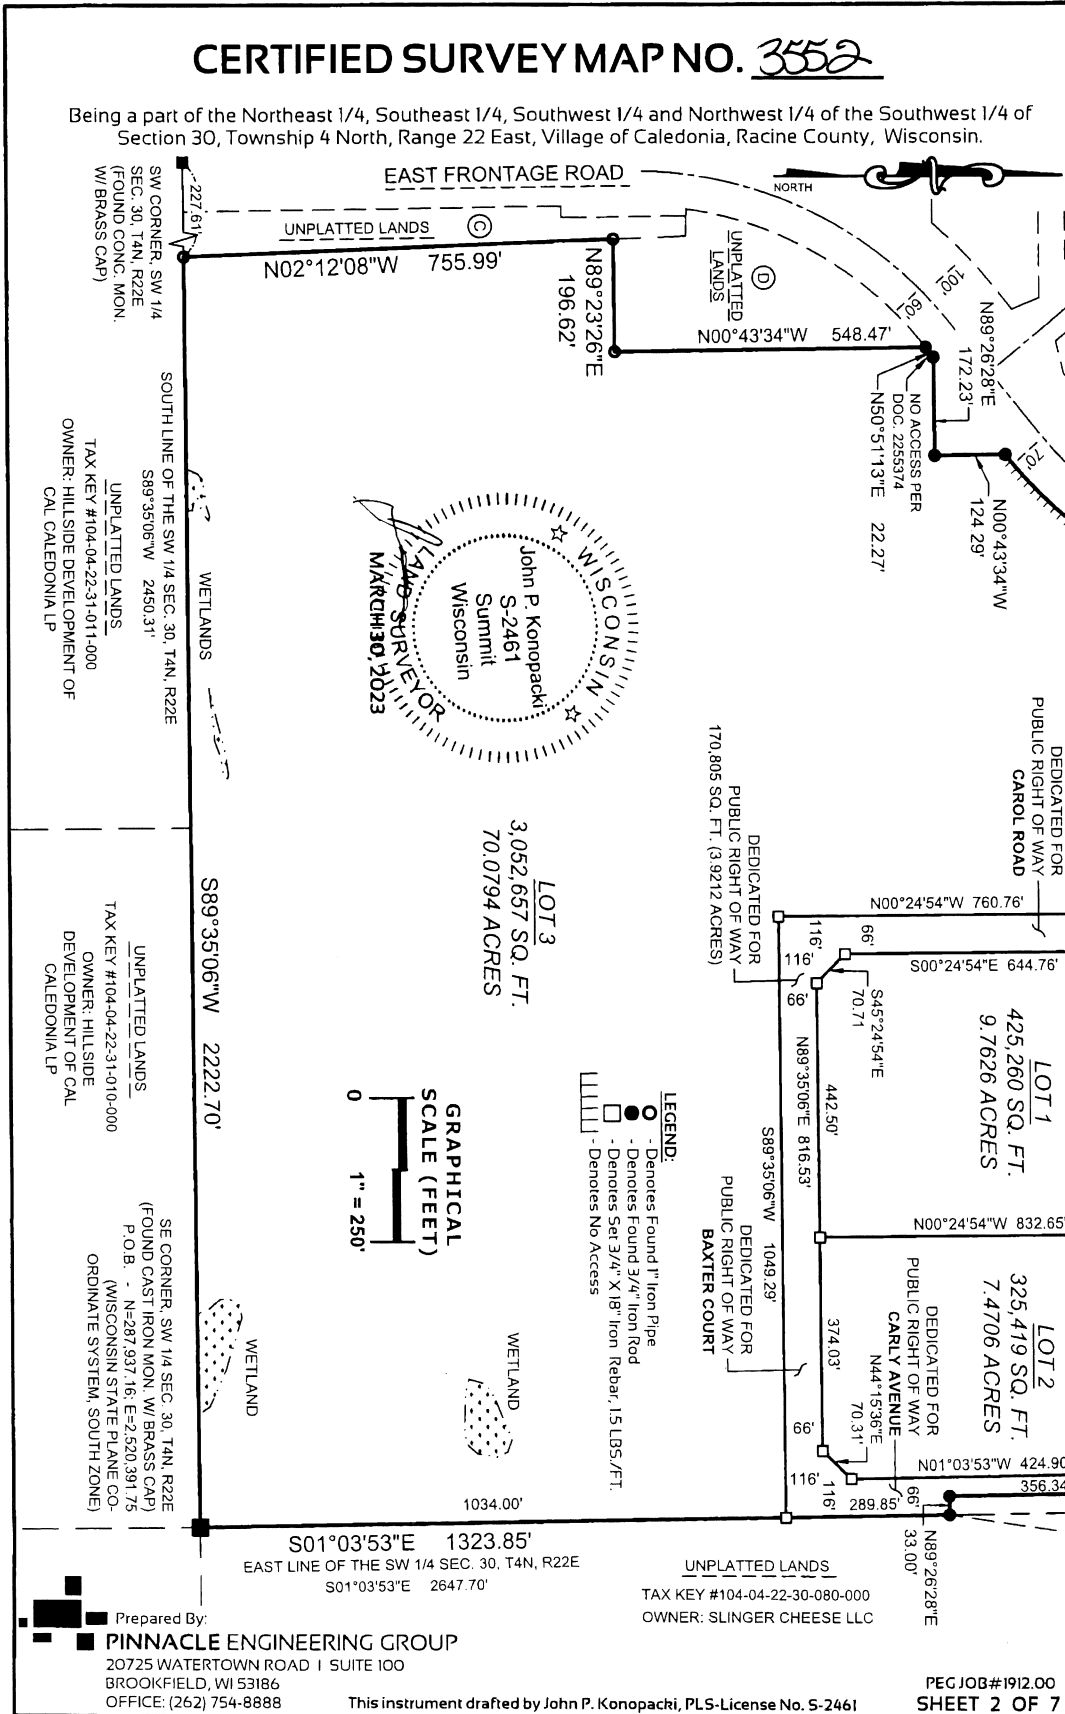 CERTIFIED SURVEY MAP NO. 3552
Being a part of the Northeast 1/4, Southeast 1/4, Southwest 1/4 and Northwest 1/4 of the Southwest 1/4 of
Section 30, Township 4 North, Range 22 East, Village of Caledonia, Racine County, Wisconsin.
EAST FRONTAGE ROAD
NORTH
227.61'
SW CORNER, SW 1/4
SEC. 30, T4N, R22E
(FOUND CONC. MON.
W/ BRASS CAP)
UNPLATTED LANDS
C
N02°12'08"W 755.99'
N89°23'26"E
196.62'
UNPLATTED
LANDS
D
N00°43'34"W 548.47'
60'
100'
N89°26'28"E
172.23'
NO ACCESS PER
DOC. 2255374
N50°51'13"E 22.27'
70'
N00°43'34"W
124.29'
SOUTH LINE OF THE SW 1/4 SEC. 30, T4N, R22E
S89°35'06"W 2450.31'
UNPLATTED LANDS
TAX KEY #104-04-22-31-011-000
OWNER: HILLSIDE DEVELOPMENT OF
CAL CALEDONIA LP
WETLANDS
WISCONSIN
John P. Konopacki
S-2461
Summit
Wisconsin
LAND SURVEYOR
MARCH 30, 2023
DEDICATED FOR
PUBLIC RIGHT OF WAY
CAROL ROAD
DEDICATED FOR
PUBLIC RIGHT OF WAY
170,805 SQ. FT. (3.9212 ACRES)
LOT 3
3,052,657 SQ. FT.
70.0794 ACRES
N00°24'54"W 760.76'
116'
66'
116'
66'
S00°24'54"E 644.76'
S45°24'54"E
70.71
LOT 1
425,260 SQ. FT.
9.7626 ACRES
N89°35'06"E 816.53'
442.50'
S89°35'06"W 2222.70'
UNPLATTED LANDS
TAX KEY #104-04-22-31-010-000
OWNER: HILLSIDE
DEVELOPMENT OF CAL
CALEDONIA LP
GRAPHICAL
SCALE (FEET)
0
1" = 250'
LEGEND:
- Denotes Found 1" Iron Pipe
- Denotes Found 3/4" Iron Rod
- Denotes Set 3/4" X 18" Iron Rebar, 1.5 LBS./FT.
- Denotes No Access
S89°35'06"W 1049.29'
DEDICATED FOR
PUBLIC RIGHT OF WAY
BAXTER COURT
N00°24'54"W 832.65'
LOT 2
325,419 SQ. FT.
7.4706 ACRES
DEDICATED FOR
PUBLIC RIGHT OF WAY
CARLY AVENUE
374.03'
N44°15'36"E
70.31'
66'
116'
116'
66'
N01°03'53"W 424.90
356.34
289.85'
N89°26'28"E
33.00'
SE CORNER, SW 1/4 SEC. 30, T4N, R22E
(FOUND CAST IRON MON. W/ BRASS CAP)
P.O.B. - N=287,937.16; E=2,520,391.75
(WISCONSIN STATE PLANE CO-
ORDINATE SYSTEM, SOUTH ZONE)
WETLAND
WETLAND
1034.00'
S01°03'53"E 1323.85'
EAST LINE OF THE SW 1/4 SEC. 30, T4N, R22E
S01°03'53"E 2647.70'
UNPLATTED LANDS
TAX KEY #104-04-22-30-080-000
OWNER: SLINGER CHEESE LLC
Prepared By:
PINNACLE ENGINEERING GROUP
20725 WATERTOWN ROAD | SUITE 100
BROOKFIELD, WI 53186
OFFICE: (262) 754-8888
This instrument drafted by John P. Konopacki, PLS-License No. S-2461
PEG JOB#1912.00
SHEET 2 OF 7